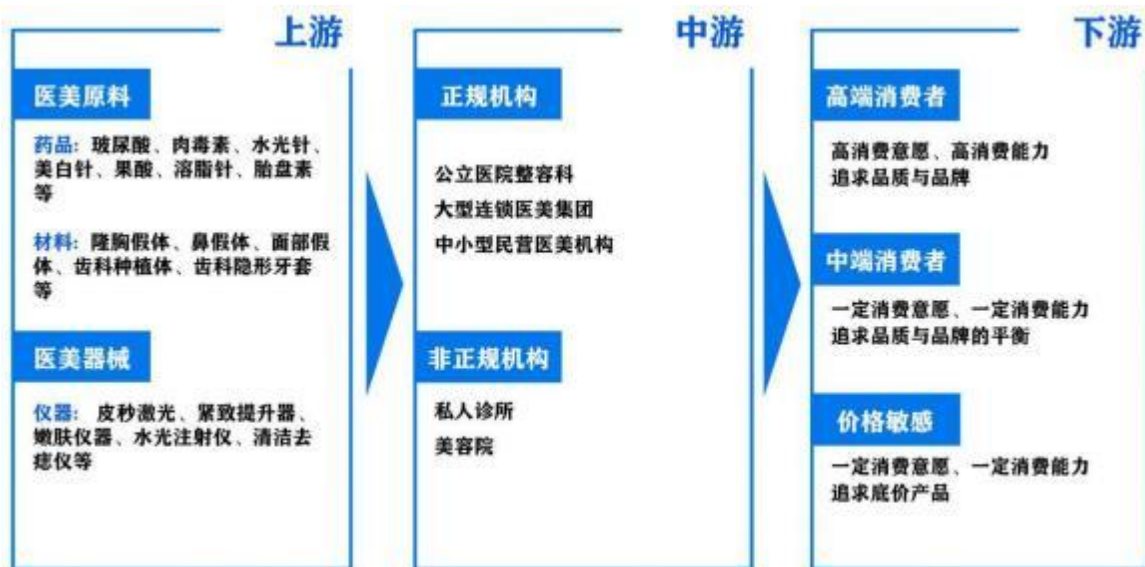 上游
医美原料
药品: 玻尿酸、肉毒素、水光针、
美白针、果酸、溶脂针、胎盘素
等
材料: 隆胸假体、鼻假体、面部假
体、齿科种植体、齿科隐形牙套
等
医美器械
仪器: 皮秒激光、紧致提升器、
嫩肤仪器、水光注射仪、清洁去
痣仪等
中游
正规机构
公立医院整容科
大型连锁医美集团
中小型民营医美机构
非正规机构
私人诊所
美容院
下游
高端消费者
高消费意愿、高消费能力
追求品质与品牌
中端消费者
一定消费意愿、一定消费能力
追求品质与品牌的平衡
价格敏感
一定消费意愿、一定消费能力
追求底价产品